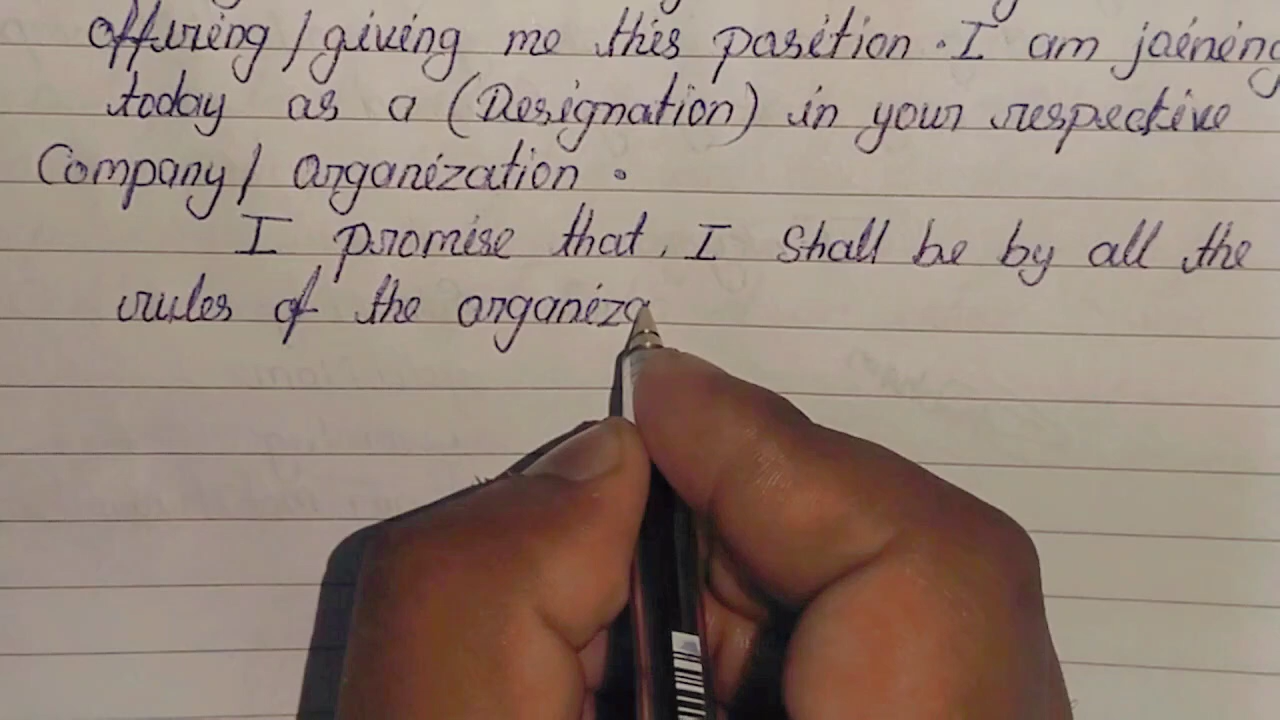 offering/giving me this position. I am joining
today as a (Designation) in your respective
Company/ organization.
I promise that, I shall be by all the
rules of the organiza